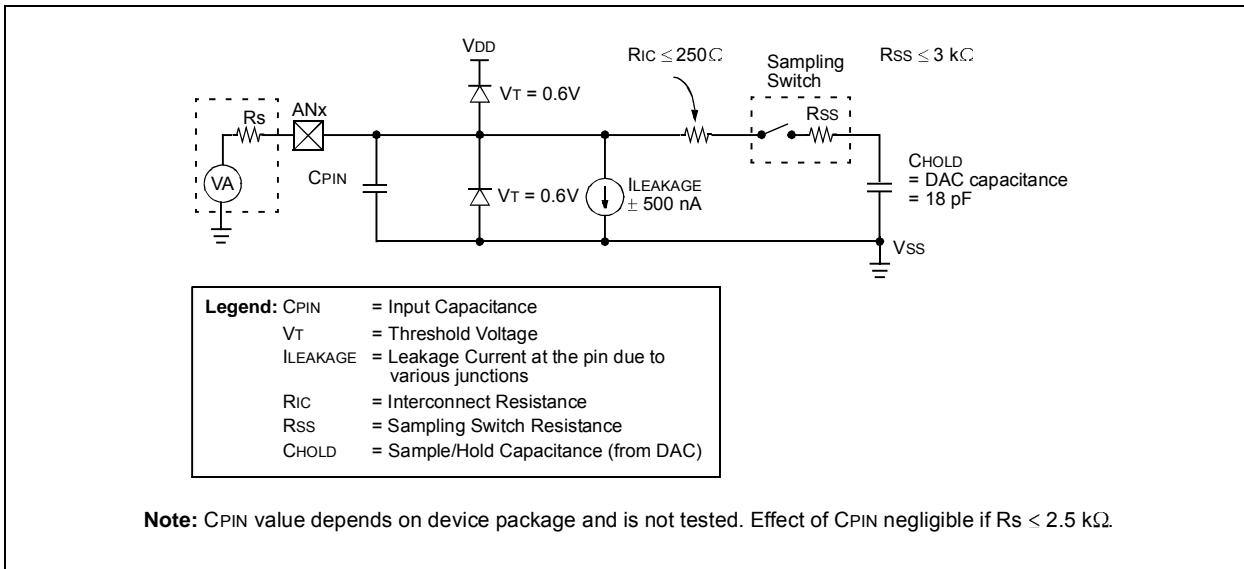 VDD
RIC ≤ 250Ω
Sampling
Switch
RSS ≤ 3 kΩ
VT = 0.6V
ANx
Rs
RSS
CPIN
VA
VT = 0.6V
ILEAKAGE
± 500 nA
CHOLD
= DAC capacitance
= 18 pF
VSS
Legend: CPIN = Input Capacitance
VT = Threshold Voltage
ILEAKAGE = Leakage Current at the pin due to
various junctions
RIC = Interconnect Resistance
RSS = Sampling Switch Resistance
CHOLD = Sample/Hold Capacitance (from DAC)
Note: CPIN value depends on device package and is not tested. Effect of CPIN negligible if Rs ≤ 2.5 kΩ.